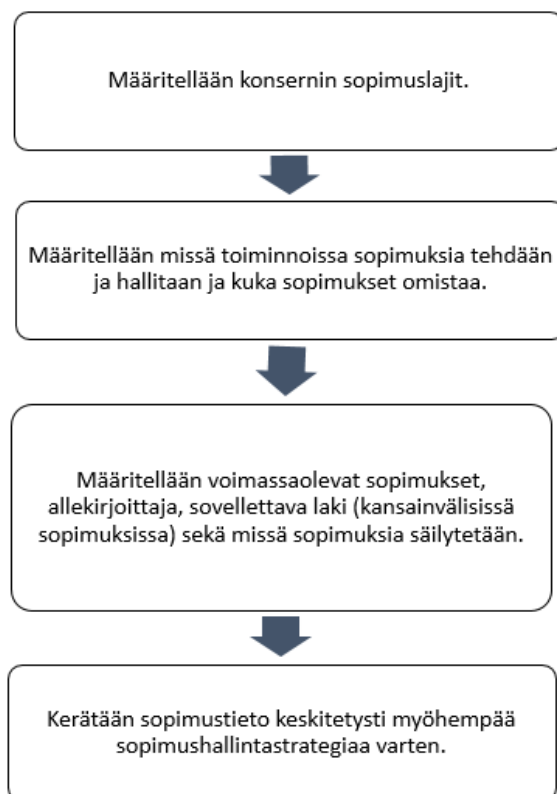 Määritellään konsernin sopimuslajit.
Määritellään missä toiminnoissa sopimuksia tehdään
ja hallitaan ja kuka sopimukset omistaa.
Määritellään voimassaolevat sopimukset,
allekirjoittaja, sovellettava laki (kansainvälisissä
sopimuksissa) sekä missä sopimuksia säilytetään.
Kerätään sopimustieto keskitetysti myöhempää
sopimushallintastrategiaa varten.